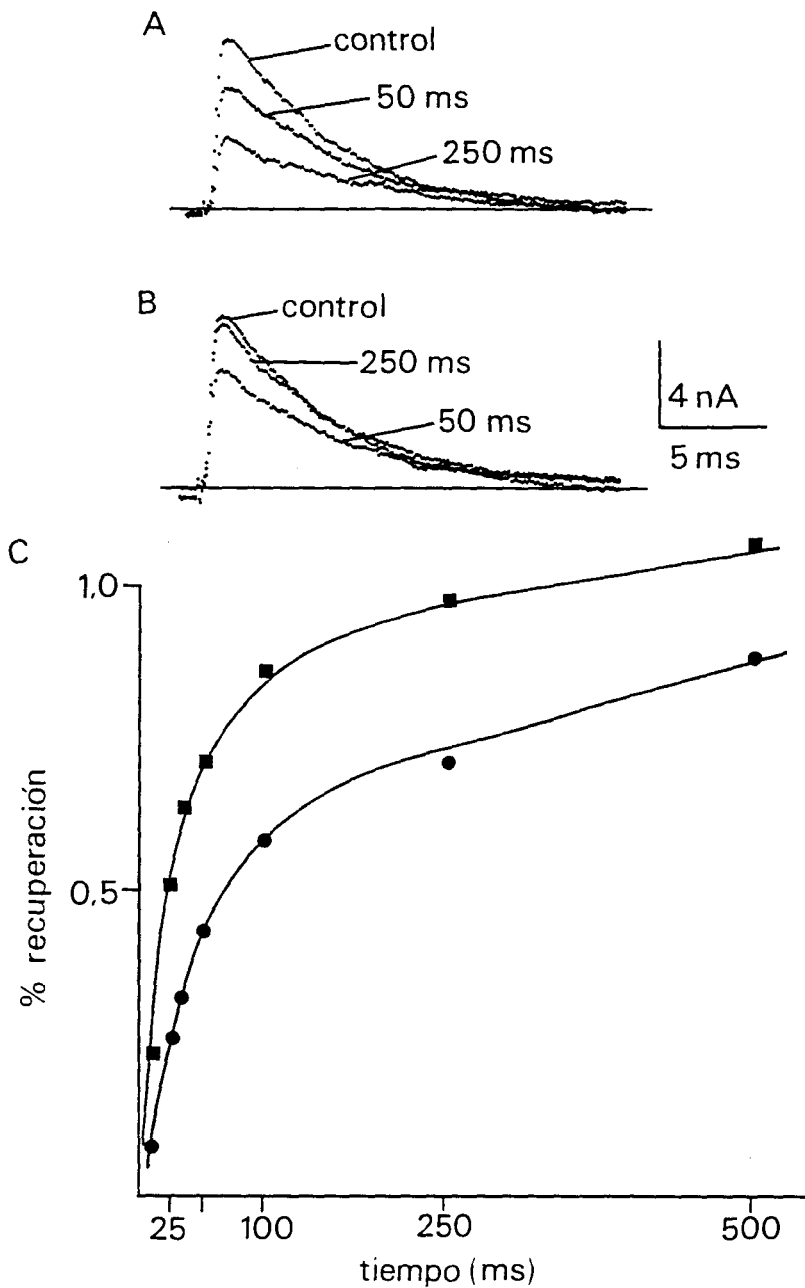 A
control
50 ms
250 ms
B
control
250 ms
50 ms
4 nA
5 ms
C
1,0
0,5
% recuperación
25
100
250
500
tiempo (ms)